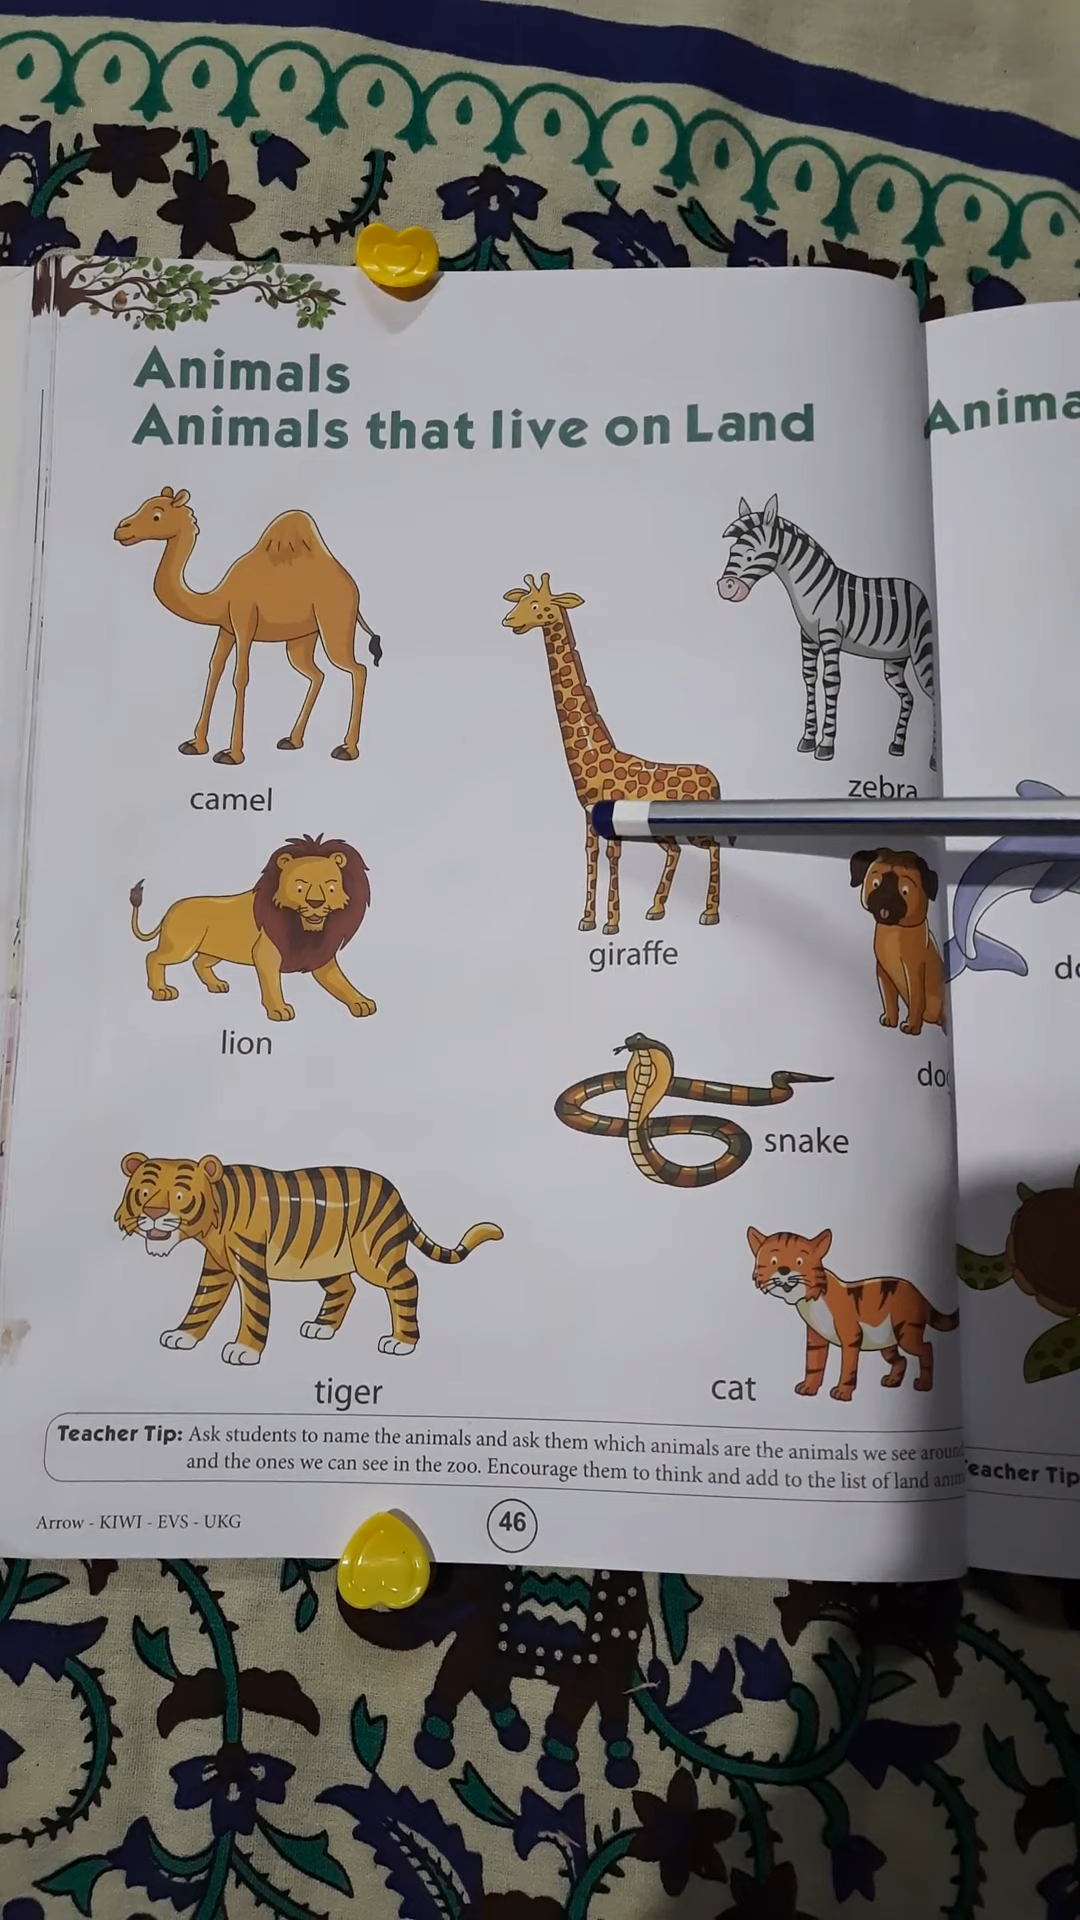 Animals
Animals that live on Land
camel
giraffe
zebra
lion
snake
tiger
cat
Teacher Tip: Ask students to name the animals and ask them which animals are the animals we see
and the ones we can see in the zoo. Encourage them to think and add to the list of land
Arrow - KIWI - EVS - UKG
46
Teacher Tip